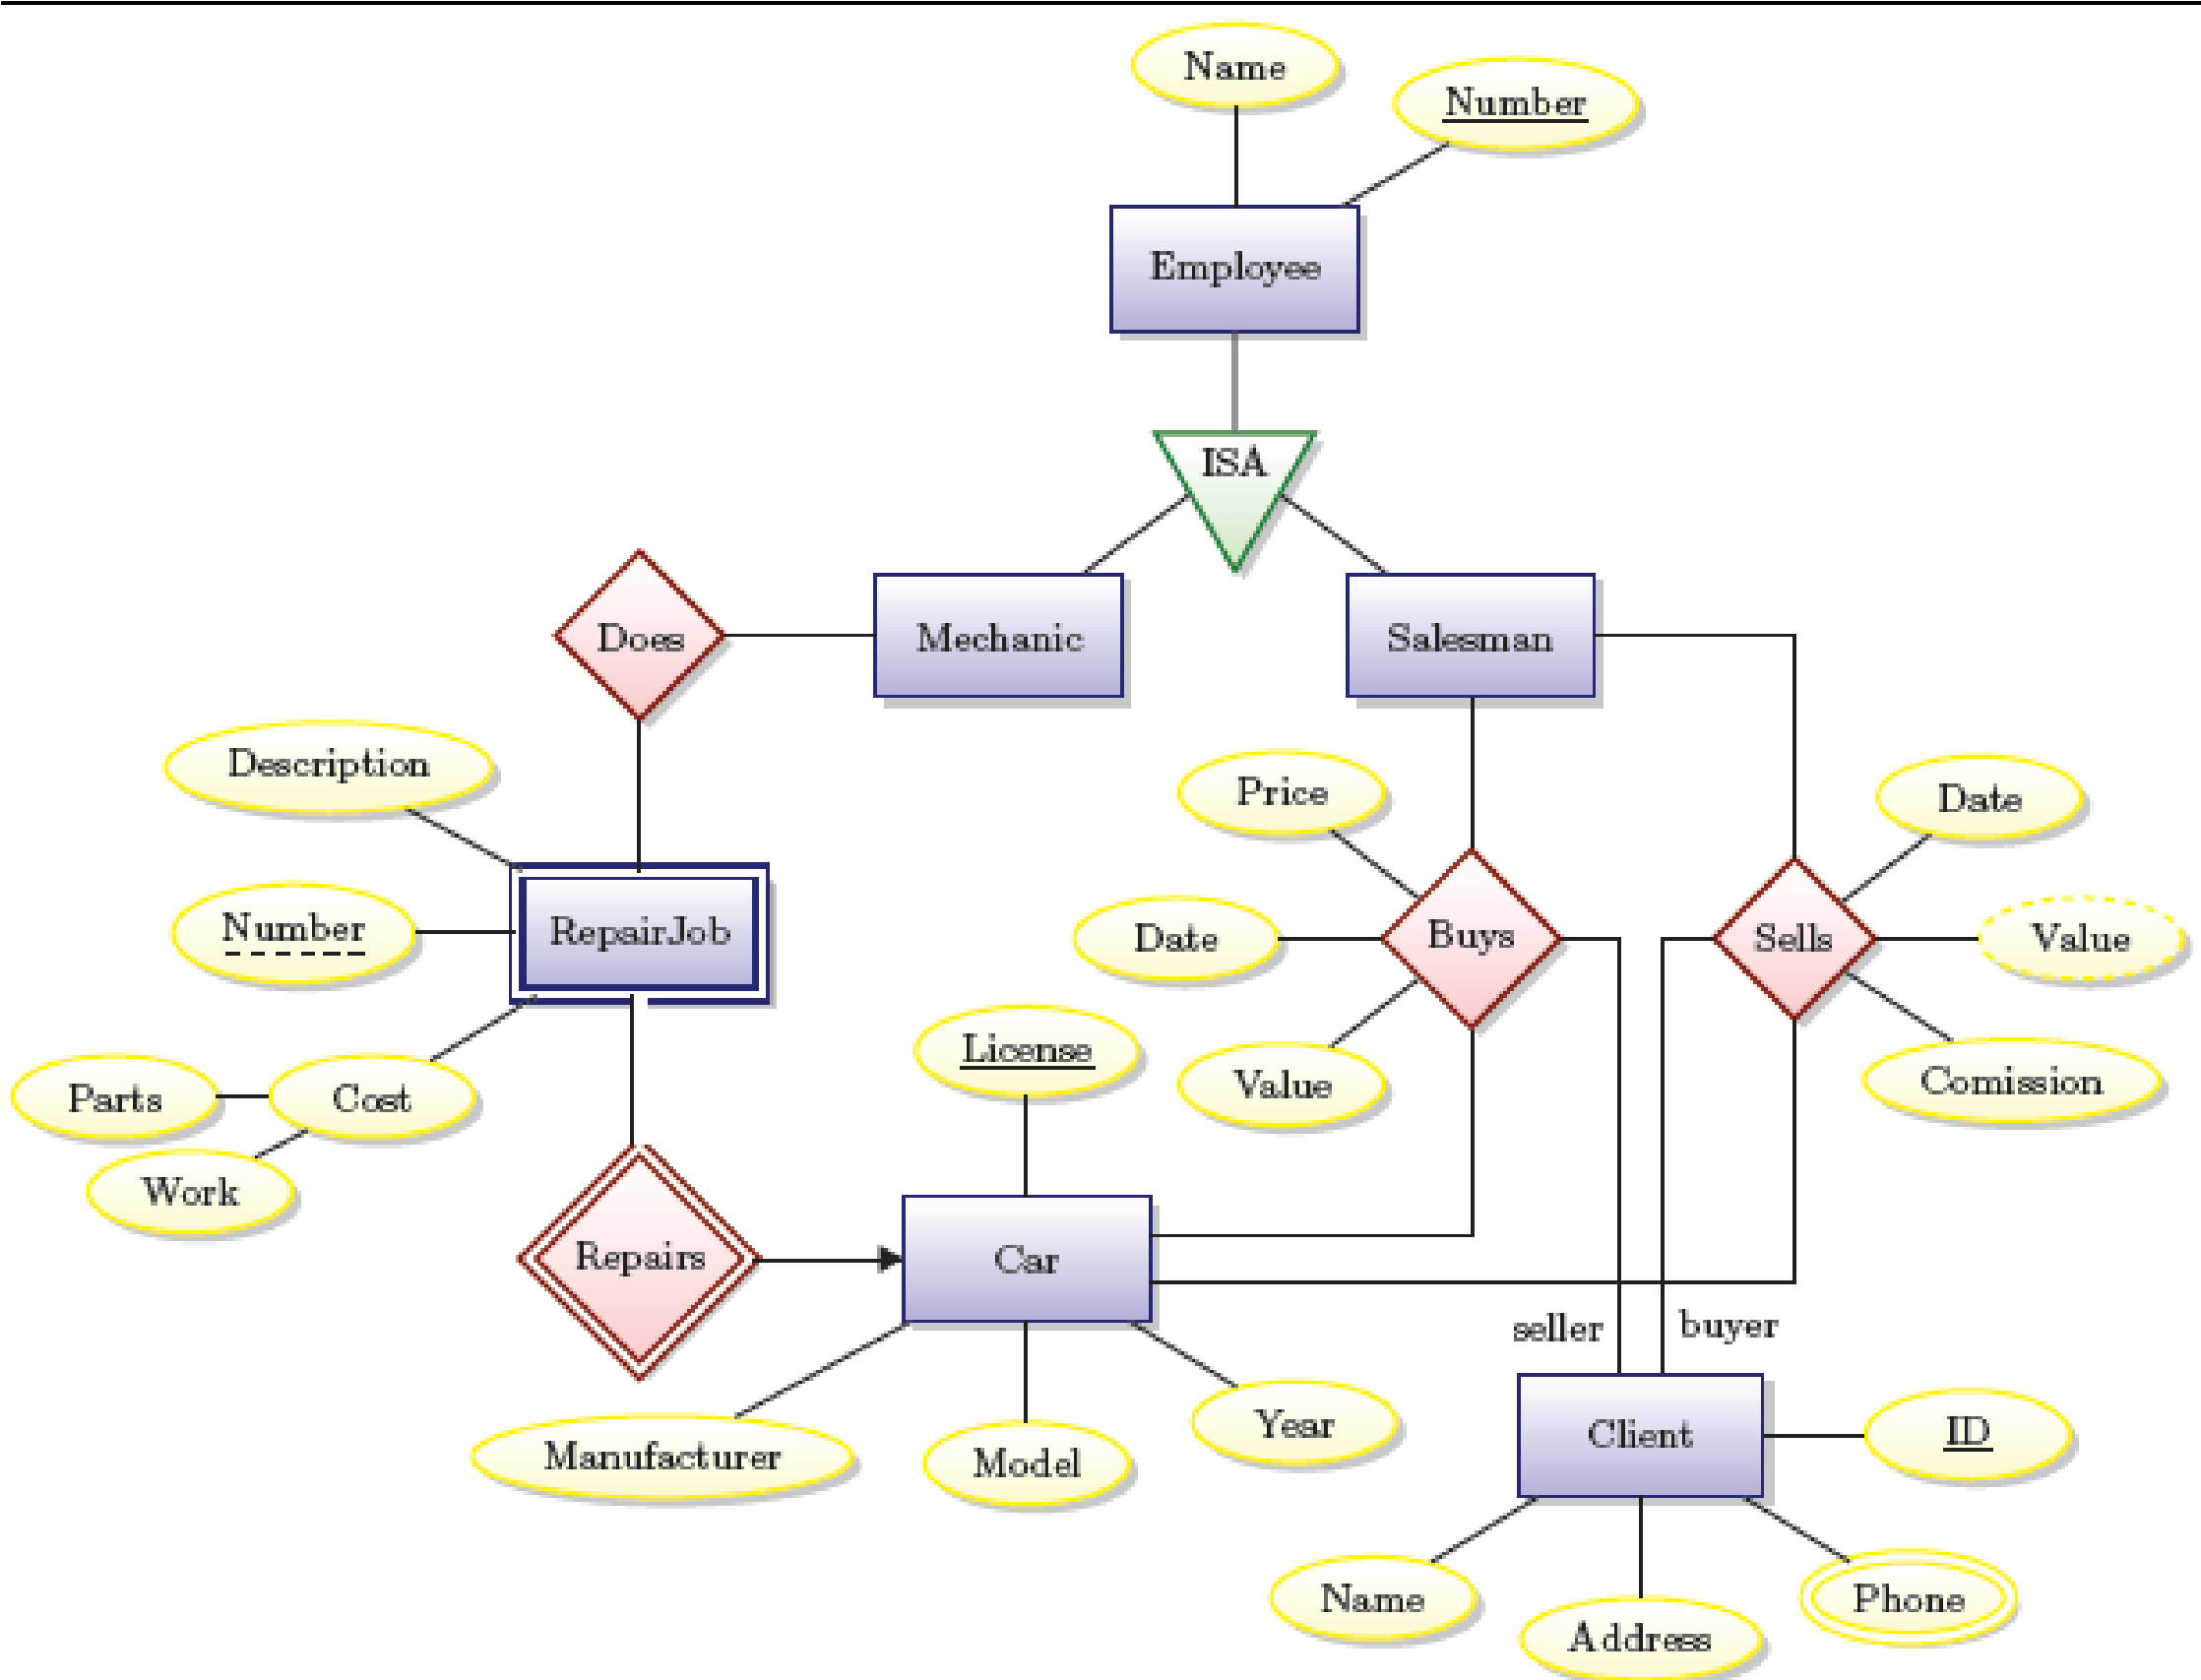 Name
Number
Employee
ISA
Does
Mechanic
Salesman
Description
Price
Date
Number
RepairJob
Date
Buys
Sells
Value
License
Value
Comission
Parts
Cost
Work
Repairs
Car
seller
buyer
Manufacturer
Model
Year
Client
ID
Name
Address
Phone